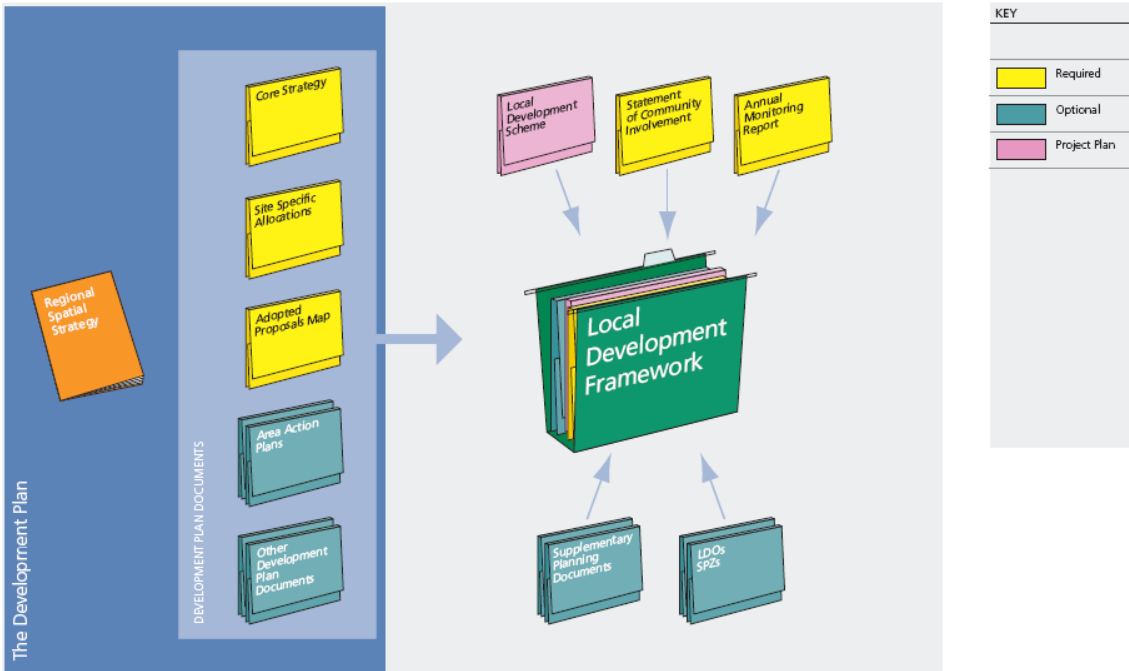 The Development Plan
Regional
Spatial
Strategy
DEVELOPMENT PLAN DOCUMENTS
Core Strategy
Site Specific
Allocations
Adopted
Proposals Map
Area Action
Plans
Other
Development
Plan
Documents
Local
Development
Scheme
Statement
of Community
Involvement
Annual
Monitoring
Report
Local
Development
Framework
Supplementary
Planning
Documents
LDOs
SPZs
KEY
Required
Optional
Project Plan